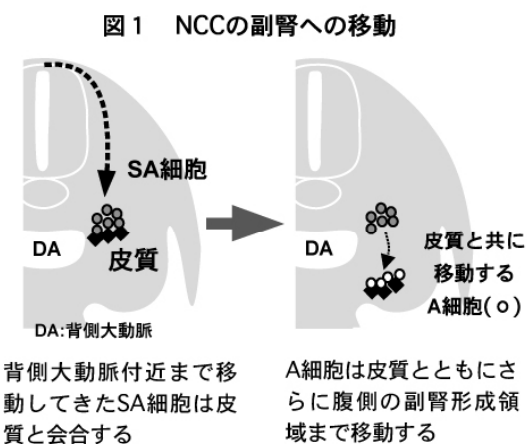 図1 NCCの副腎への移動
SA細胞
DA
皮質
DA:背側大動脈
DA
皮質と共に
移動する
A細胞(○)
背側大動脈付近まで移
動してきたSA細胞は皮
質と会合する
A細胞は皮質とともにさ
らに腹側の副腎形成領
域まで移動する